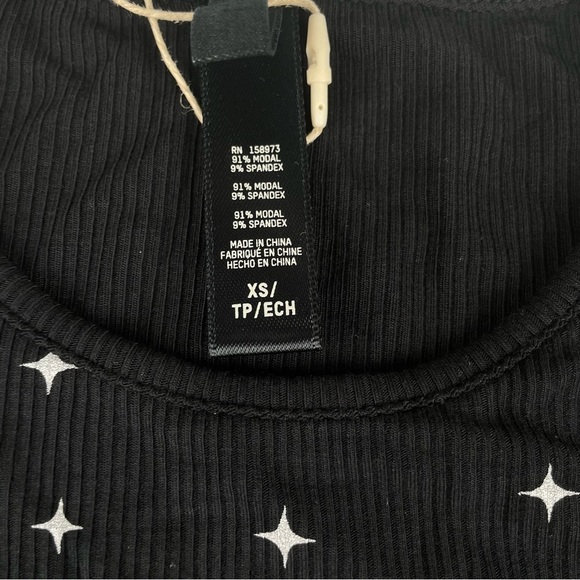 RN 158973
91% MODAL
9% SPANDEX
91% MODAL
9% SPANDEX
91% MODAL
9% SPANDEX
MADE IN CHINA
FABRIQUÉ EN CHINE
HECHO EN CHINA
XS/
TP/ECH